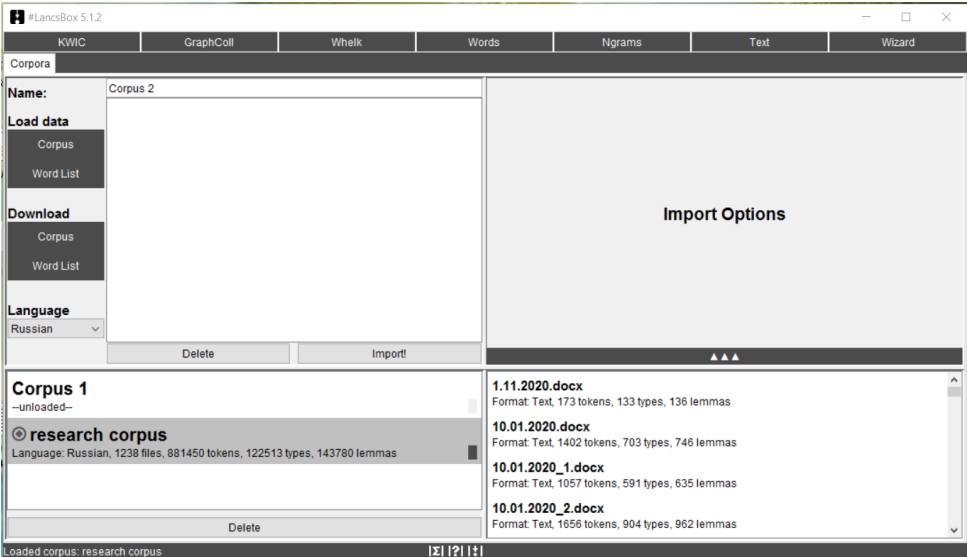 #LancsBox 5.1.2
KWIC GraphColl Whelk Words Ngrams Text Wizard
Corpora
Name: Corpus 2
Load data
Corpus
Word List
Download
Corpus
Word List
Language
Russian
Delete Import!
Import Options
▲▲▲
Corpus 1
--unloaded--
research corpus
Language: Russian, 1238 files, 881450 tokens, 122513 types, 143780 lemmas
Delete
1.11.2020.docx
Format: Text, 173 tokens, 133 types, 136 lemmas
10.01.2020.docx
Format: Text, 1402 tokens, 703 types, 746 lemmas
10.01.2020_1.docx
Format: Text, 1057 tokens, 591 types, 635 lemmas
10.01.2020_2.docx
Format: Text, 1656 tokens, 904 types, 962 lemmas
Loaded corpus: research corpus |Σ| |?| |‡|